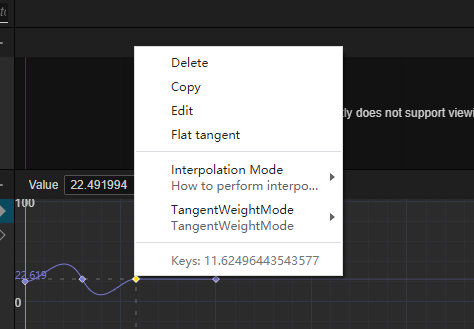 Delete
Copy
Edit
Flat tangent
tly does not support viewi
Interpolation Mode
How to perform interpo...
Value 22.491994
TangentWeightMode
TangentWeightMode
100
Keys: 11.62496443543577
22.619
0